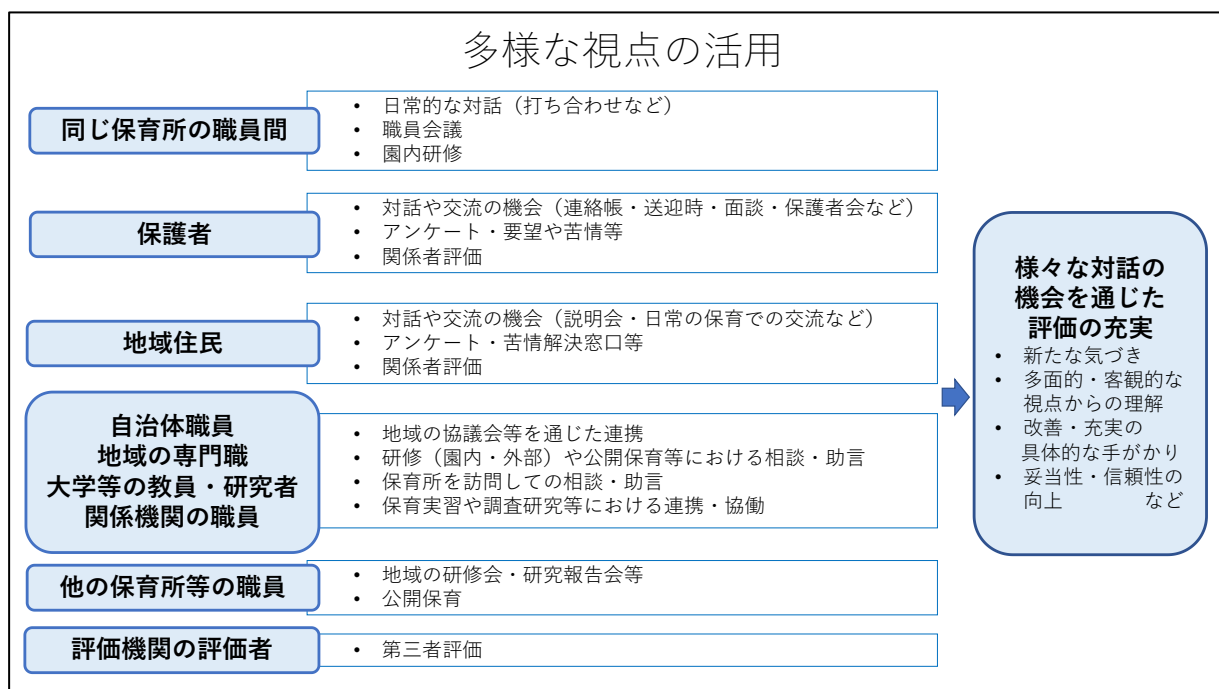 多様な視点の活用
同じ保育所の職員間
• 日常的な対話（打ち合わせなど）
• 職員会議
• 園内研修
保護者
• 対話や交流の機会（連絡帳・送迎時・面談・保護者会など）
• アンケート・要望や苦情等
• 関係者評価
地域住民
• 対話や交流の機会（説明会・日常の保育での交流など）
• アンケート・苦情解決窓口等
• 関係者評価
自治体職員
地域の専門職
大学等の教員・研究者
関係機関の職員
• 地域の協議会等を通じた連携
• 研修（園内・外部）や公開保育等における相談・助言
• 保育所を訪問しての相談・助言
• 保育実習や調査研究等における連携・協働
他の保育所等の職員
• 地域の研修会・研究報告会等
• 公開保育
評価機関の評価者
• 第三者評価
様々な対話の
機会を通じた
評価の充実
• 新たな気づき
• 多面的・客観的な
視点からの理解
• 改善・充実の
具体的な手がかり
• 妥当性・信頼性の
向上 など